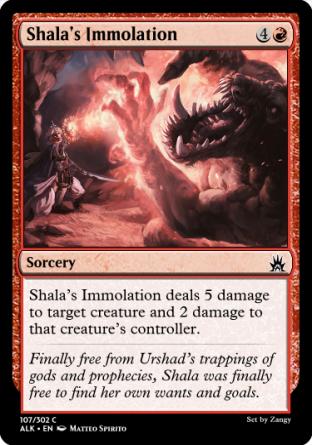 Shala's Immolation 4
Sorcery
Shala's Immolation deals 5 damage
to target creature and 2 damage to
that creature's controller.
Finally free from Urshad's trappings of
gods and prophecies, Shala was finally
free to find her own wants and goals.
107/302 C
Set by Zangy
ALK • EN Matteo Spirito